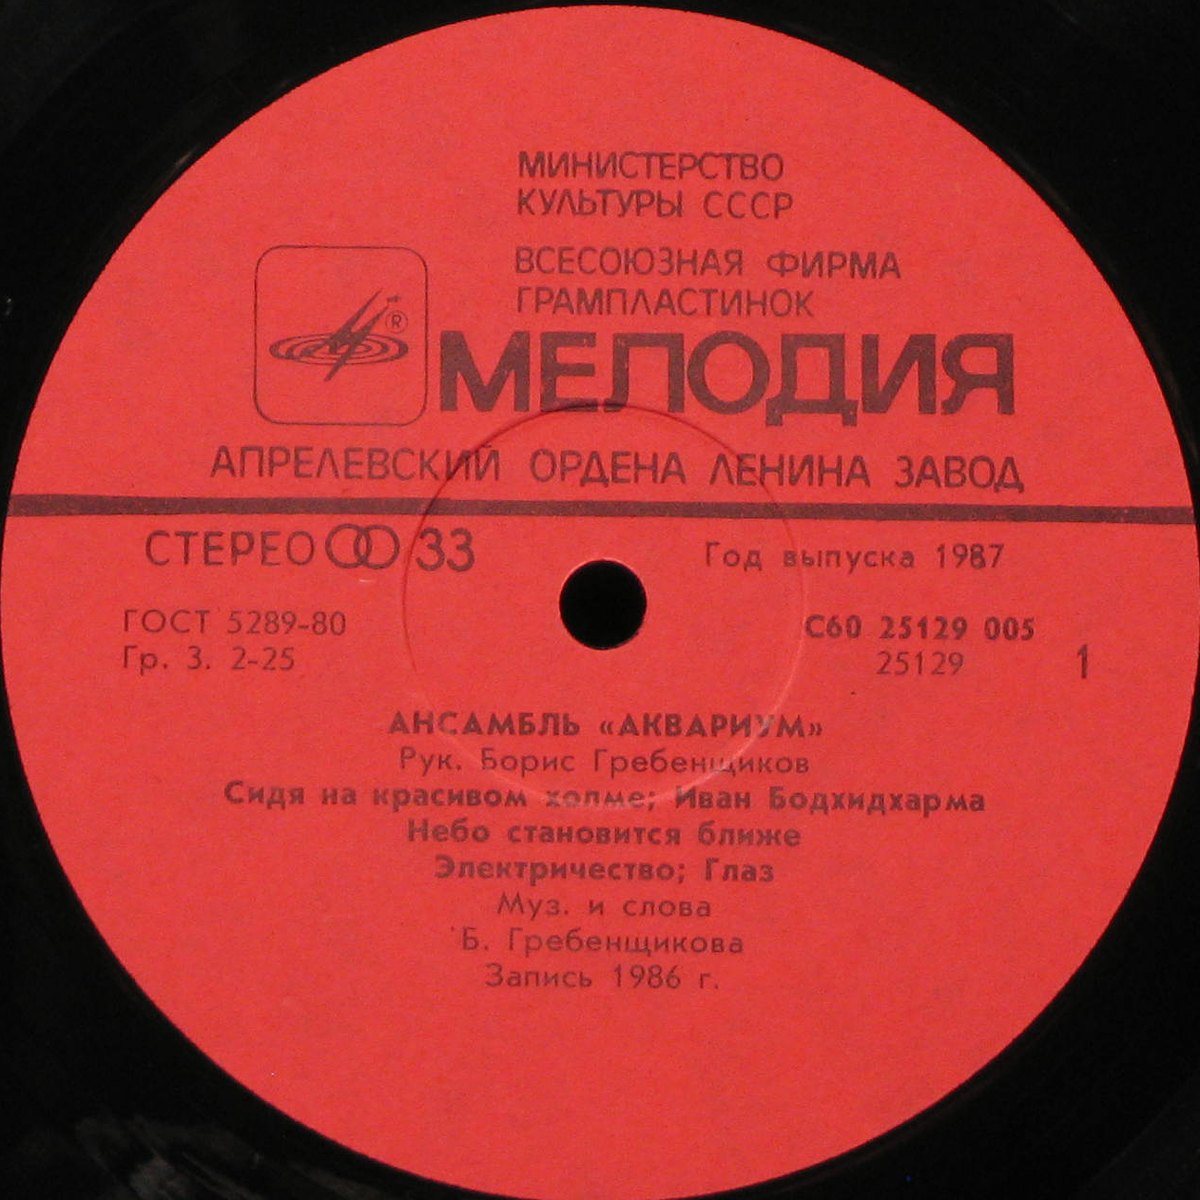 МИНИСТЕРСТВО
КУЛЬТУРЫ СССР
ВСЕСОЮЗНАЯ ФИРМА
ГРАМПЛАСТИНОК
®
МЕЛОДИЯ
АПРЕЛЕВСКИЙ ОРДЕНА ЛЕНИНА ЗАВОД
СТЕРЕО 33
Год выпуска 1987
ГОСТ 5289-80
Гр. 3. 2-25
С60 25129 005
25129
1
АНСАМБЛЬ «АКВАРИУМ»
Рук. Борис Гребенщиков
Сидя на красивом холме; Иван Бодхидхарма
Небо становится ближе
Электричество; Глаз
Муз. и слова
Б. Гребенщикова
Запись 1986 г.